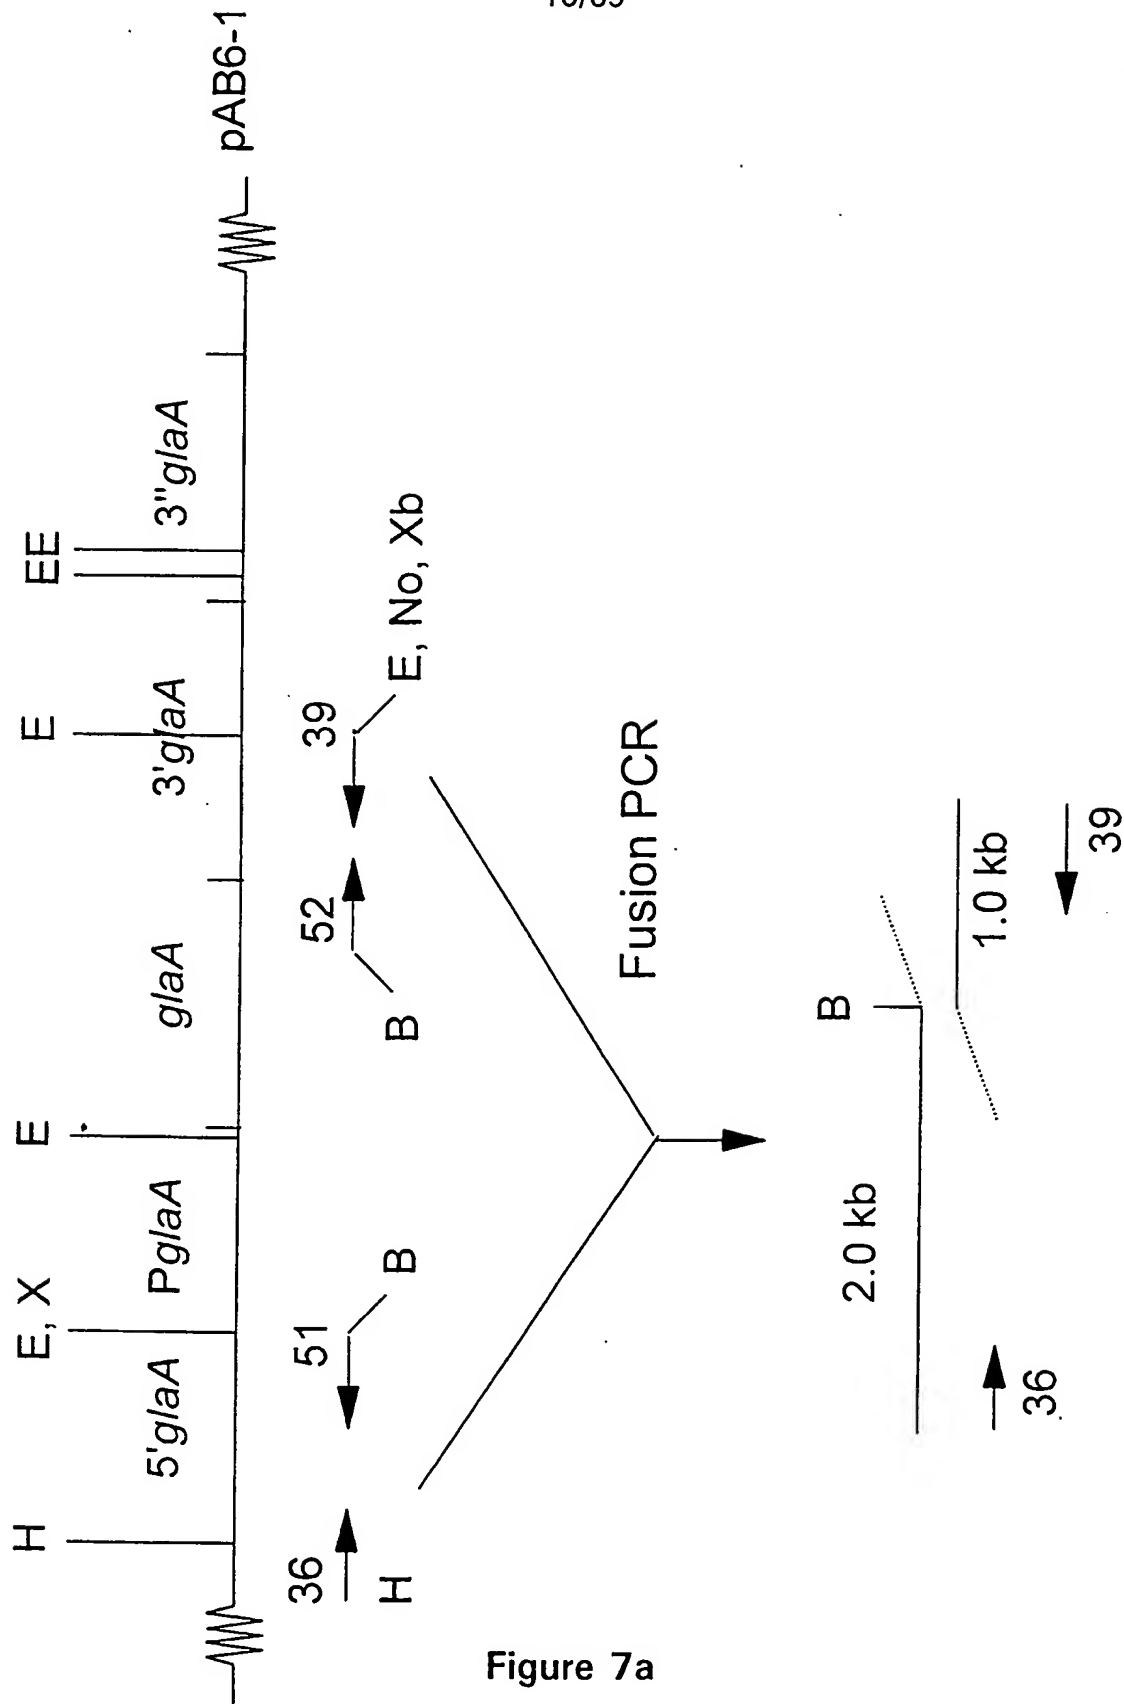 H E, X E E EE
5'glaA PglaA glaA 3'glaA 3"glaA
pAB6-1
36 51 52 39
H B B E, No, Xb
Fusion PCR
B
2.0 kb
1.0 kb
36
39
Figure 7a